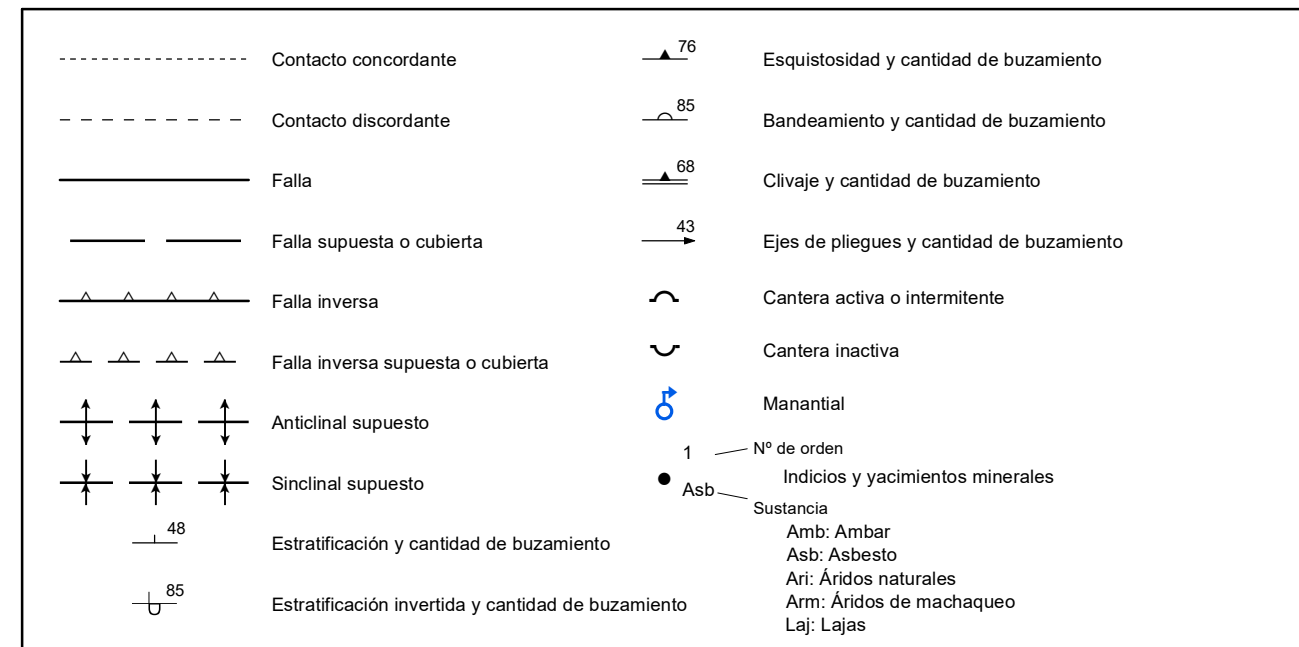 Contacto concordante
Contacto discordante
Falla
Falla supuesta o cubierta
Falla inversa
Falla inversa supuesta o cubierta
Anticlinal supuesto
Sinclinal supuesto
48
Estratificación y cantidad de buzamiento
85
Estratificación invertida y cantidad de buzamiento
76
Esquistosidad y cantidad de buzamiento
85
Bandeamiento y cantidad de buzamiento
68
Clivaje y cantidad de buzamiento
43
Ejes de pliegues y cantidad de buzamiento
Cantera activa o intermitente
Cantera inactiva
Manantial
1 Nº de orden
Indicios y yacimientos minerales
Asb
Sustancia
Amb: Ambar
Asb: Asbesto
Ari: Áridos naturales
Arm: Áridos de machaqueo
Laj: Lajas